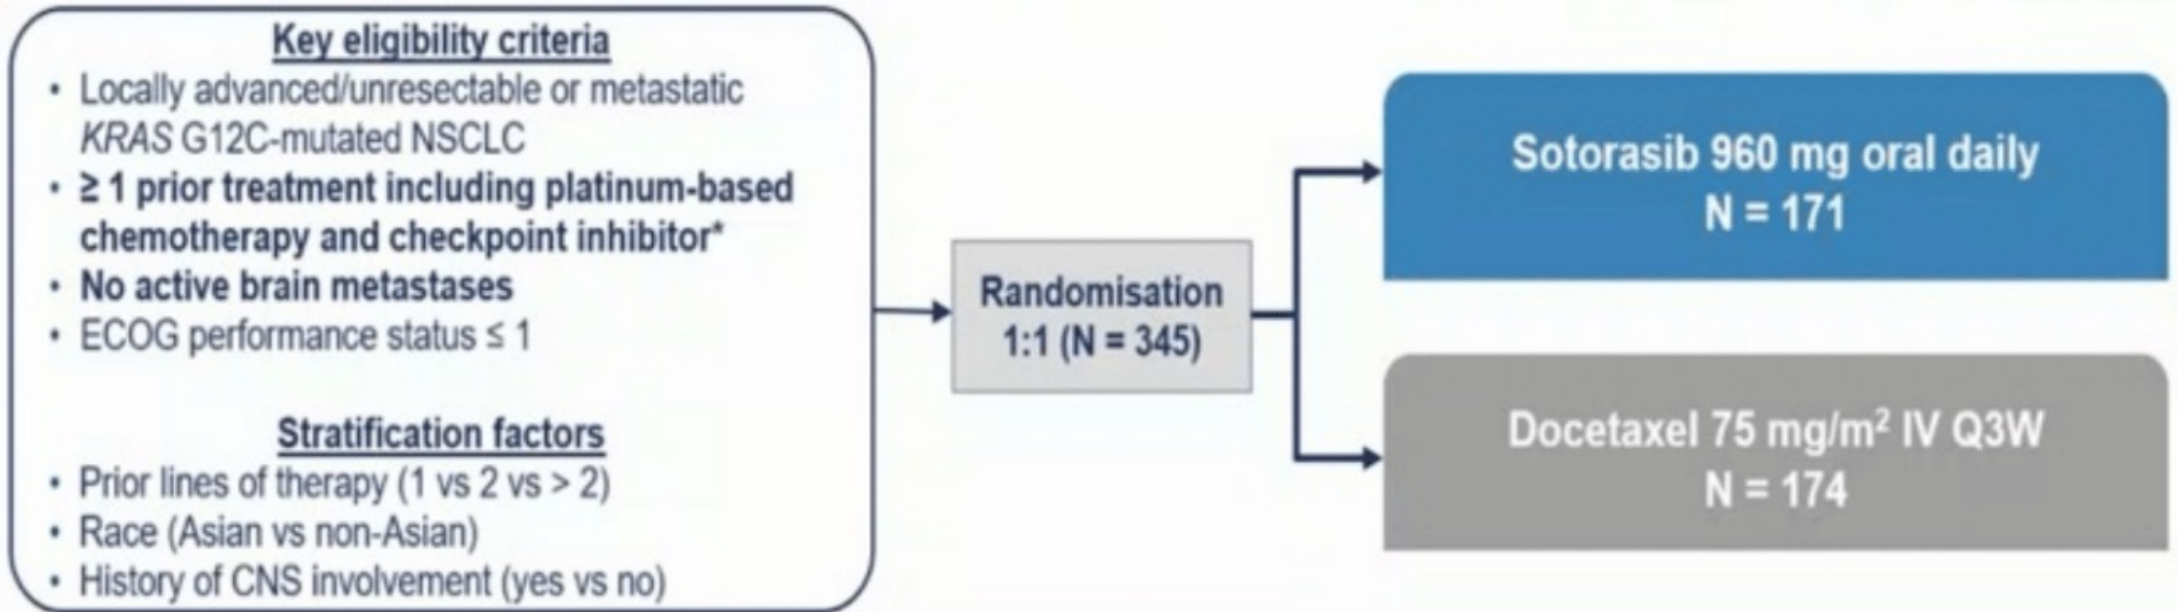 Key eligibility criteria
• Locally advanced/unresectable or metastatic
KRAS G12C-mutated NSCLC
• ≥ 1 prior treatment including platinum-based
chemotherapy and checkpoint inhibitor*
• No active brain metastases
• ECOG performance status ≤ 1
Stratification factors
• Prior lines of therapy (1 vs 2 vs > 2)
• Race (Asian vs non-Asian)
• History of CNS involvement (yes vs no)
Randomisation
1:1 (N = 345)
Sotorasib 960 mg oral daily
N = 171
Docetaxel 75 mg/m² IV Q3W
N = 174